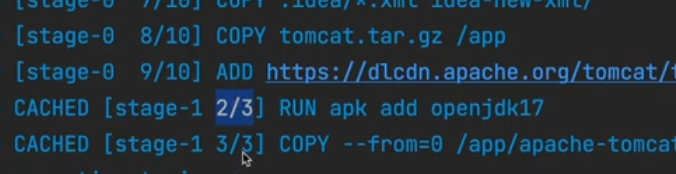 [stage-0 7/10] COPY .idea/*.xml idea-new-xml/
[stage-0 8/10] COPY tomcat.tar.gz /app
[stage-0 9/10] ADD https://dlcdn.apache.org/tomcat/
CACHED [stage-1 2/3] RUN apk add openjdk17
CACHED [stage-1 3/3] COPY --from=0 /app/apache-tomcat